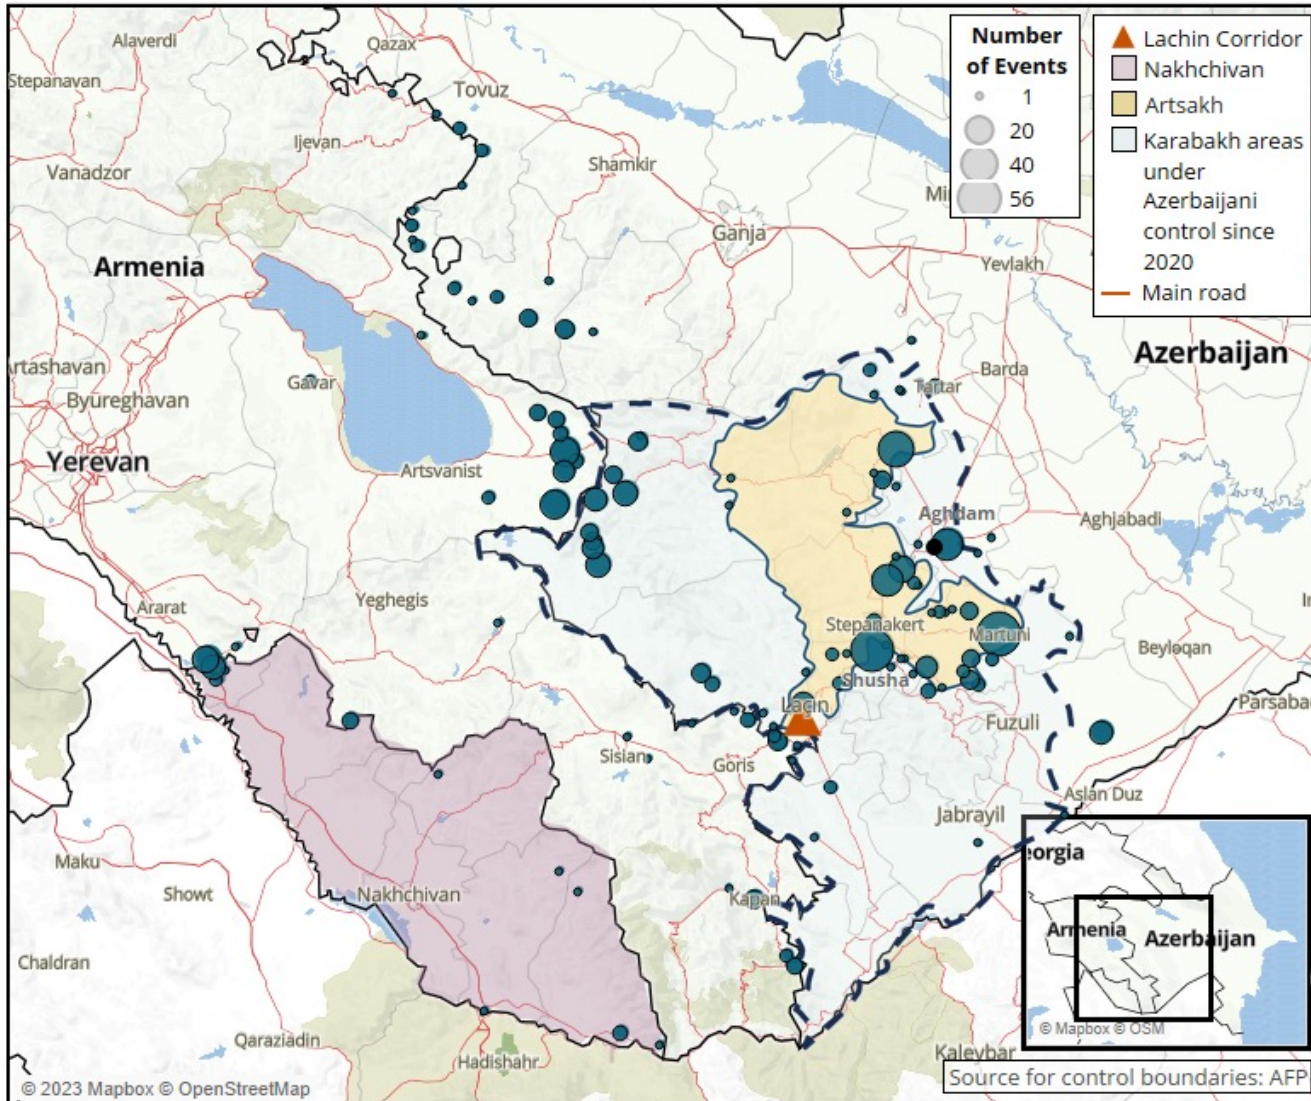 Alaverdi
Qazax
Stepanavan
Tovuz
Ijevan
Vanadzor
Shamkir
Ganja
Yevlakh
Armenia
Azerbaijan
Gavar
Byureghavan
Barda
Tartar
Yerevan
Artsvanist
Aghdam
Aghjabadi
Ararat
Yeghegis
Stepanakert
Martuni
Beylagan
Shusha
Laçin
Fuzuli
Sisian
Goris
Aslan Duz
Jabrayil
Maku
Showt
Nakhchivan
Kapan
Chaldran
Qaraziadin
Hadishahr
Kaleybar
Number
of Events
1
20
40
56
Lachin Corridor
Nakhchivan
Artsakh
Karabakh areas
under
Azerbaijani
control since
2020
Main road
Armenia
Azerbaijan
© Mapbox © OSM
Source for control boundaries: AFP
© 2023 Mapbox © OpenStreetMap